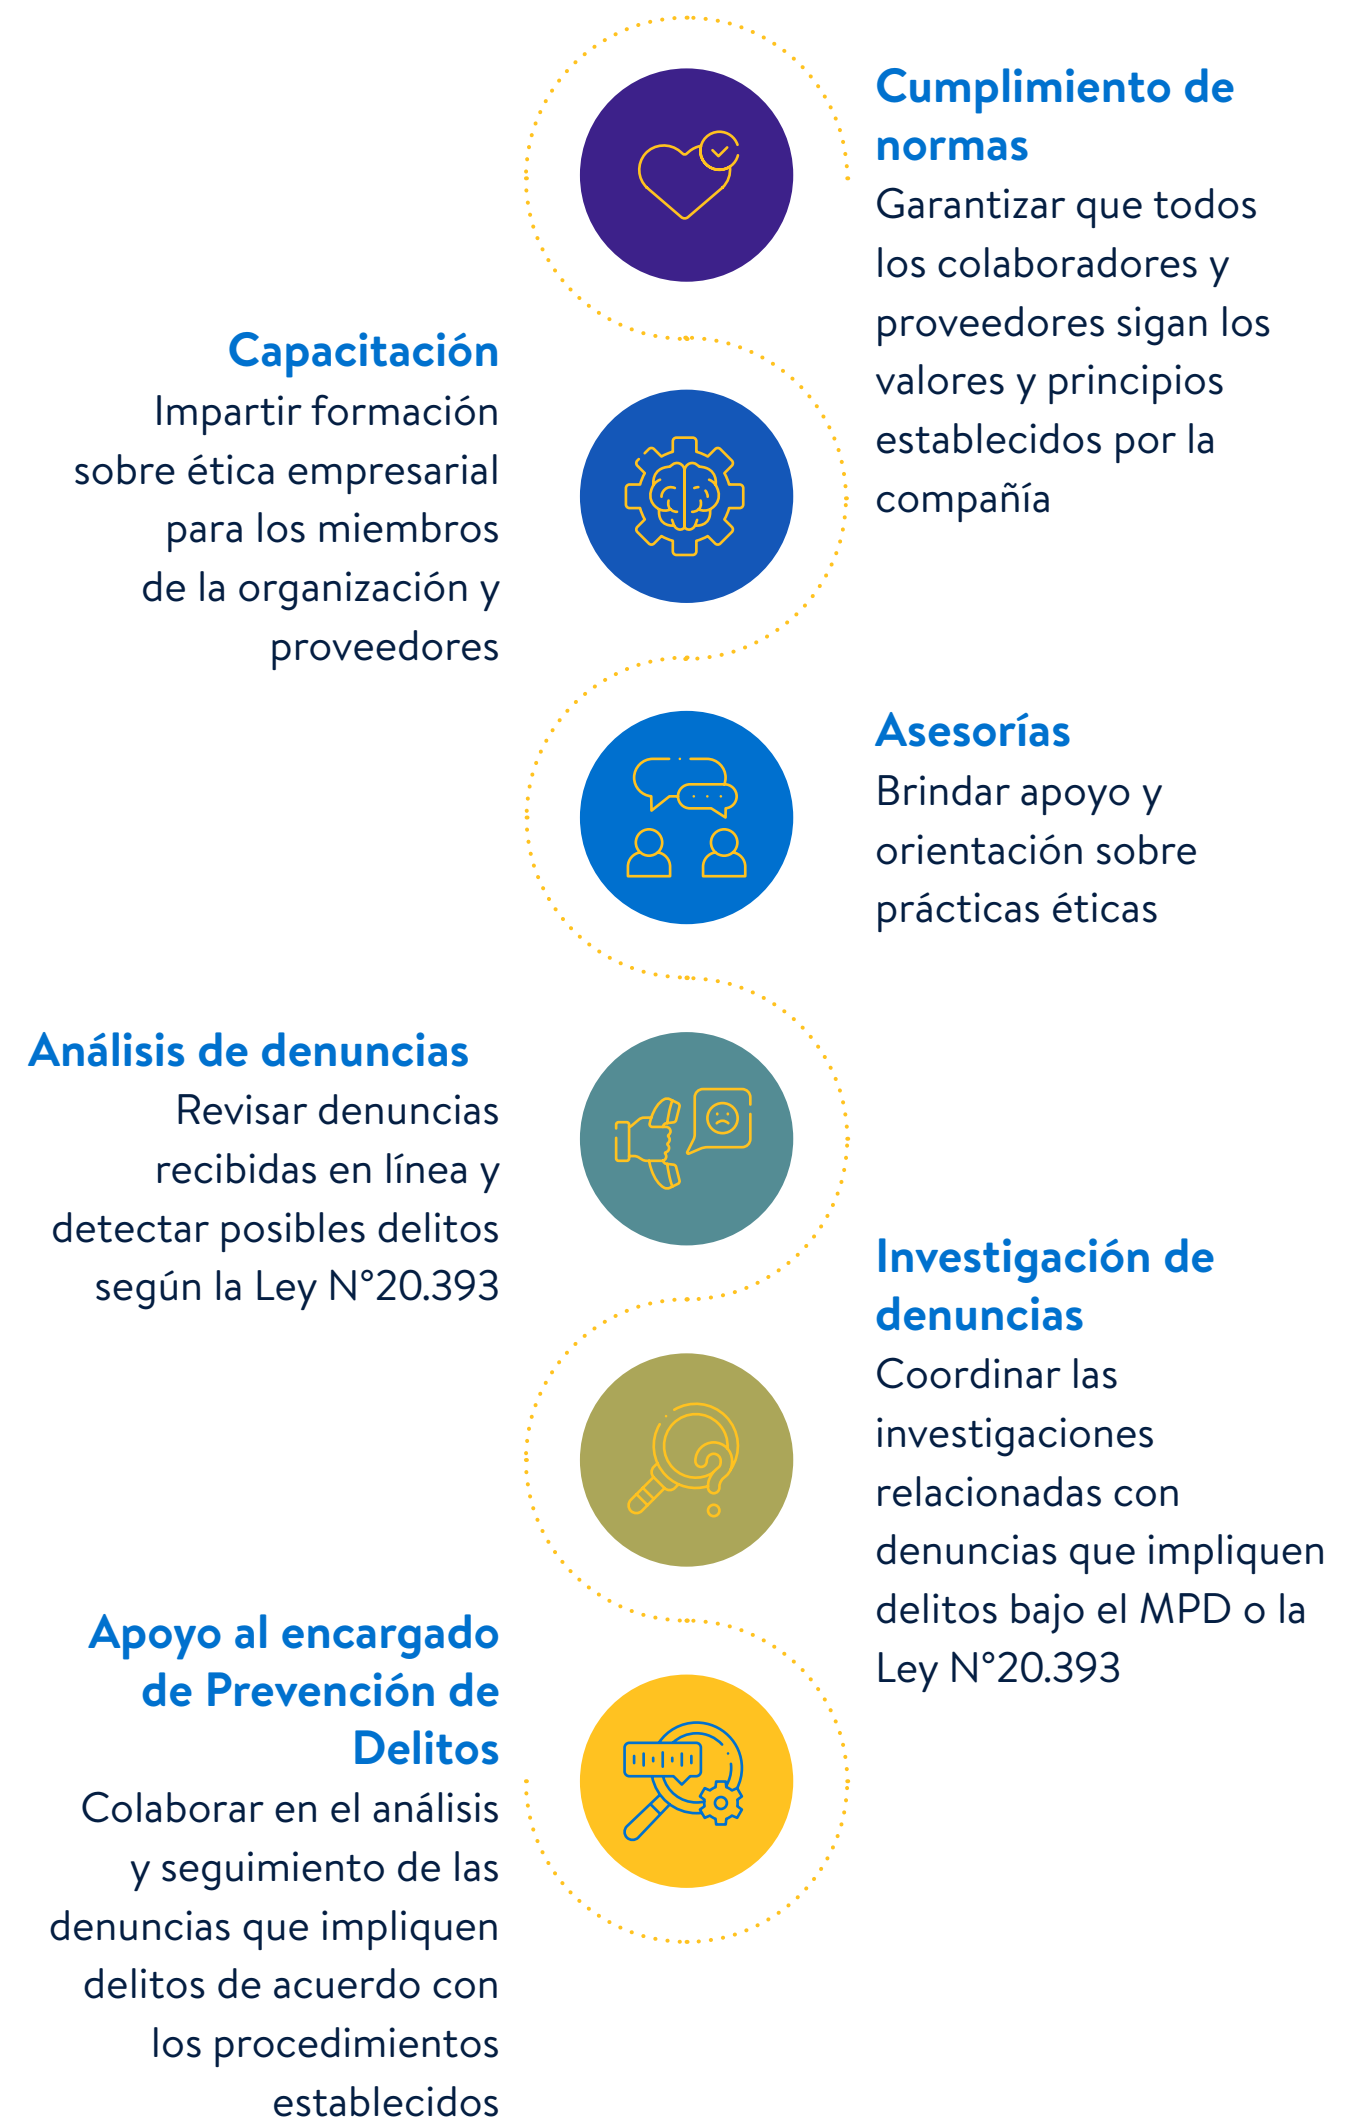 Cumplimiento de
normas
Garantizar que todos
los colaboradores y
proveedores sigan los
valores y principios
establecidos por la
compañía
Capacitación
Impartir formación
sobre ética empresarial
para los miembros
de la organización y
proveedores
Asesorías
Brindar apoyo y
orientación sobre
prácticas éticas
Análisis de denuncias
Revisar denuncias
recibidas en línea y
detectar posibles delitos
según la Ley N°20.393
Investigación de
denuncias
Coordinar las
investigaciones
relacionadas con
denuncias que impliquen
delitos bajo el MPD o la
Ley N°20.393
Apoyo al encargado
de Prevención de
Delitos
Colaborar en el análisis
y seguimiento de las
denuncias que impliquen
delitos de acuerdo con
los procedimientos
establecidos